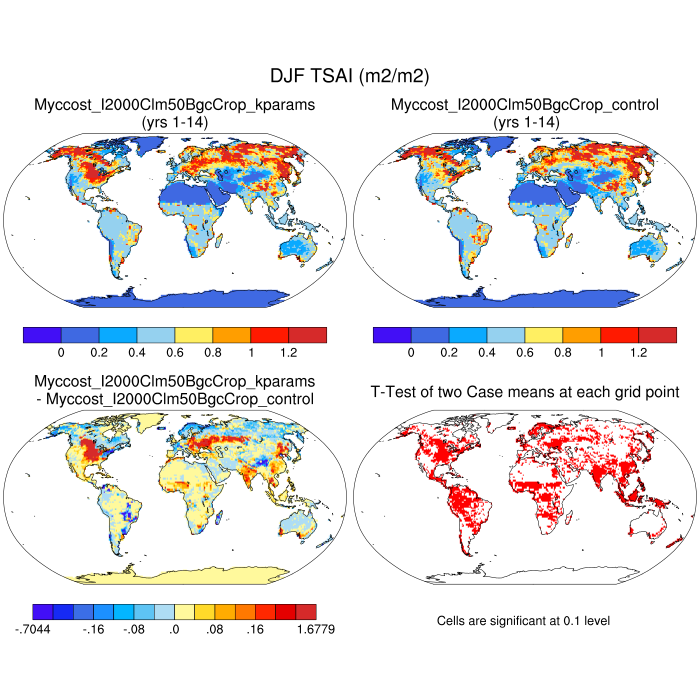 DJF TSAI (m2/m2)
Myccost_I2000Clm50BgcCrop_kparams
(yrs 1-14)
Myccost_I2000Clm50BgcCrop_control
(yrs 1-14)
0 0.2 0.4 0.6 0.8 1 1.2
0 0.2 0.4 0.6 0.8 1 1.2
Myccost_I2000Clm50BgcCrop_kparams
- Myccost_I2000Clm50BgcCrop_control
T-Test of two Case means at each grid point
-.7044 -.16 -.08 .0 .08 .16 1.6779
Cells are significant at 0.1 level